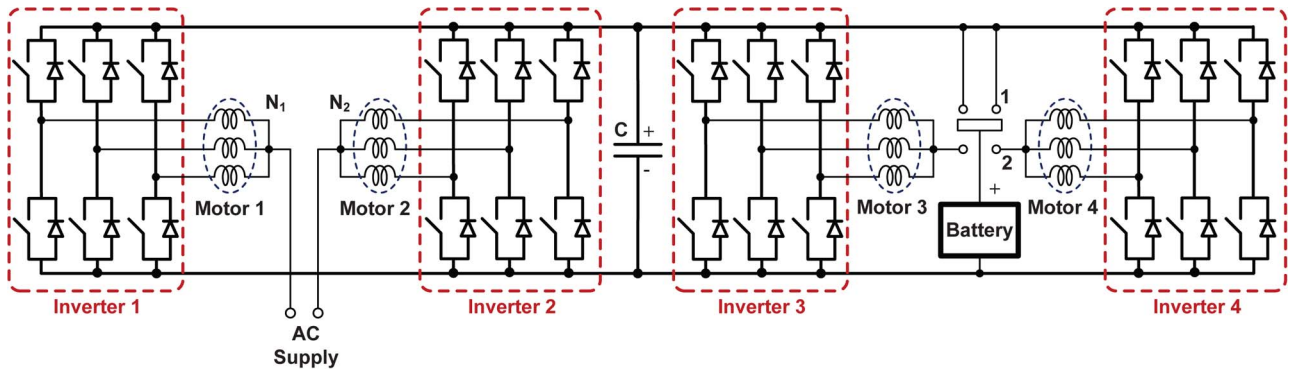 N1
N2
1
C
+
-
2
+
Motor 1
Motor 2
Motor 3
Motor 4
Battery
Inverter 1
Inverter 2
Inverter 3
Inverter 4
AC
Supply